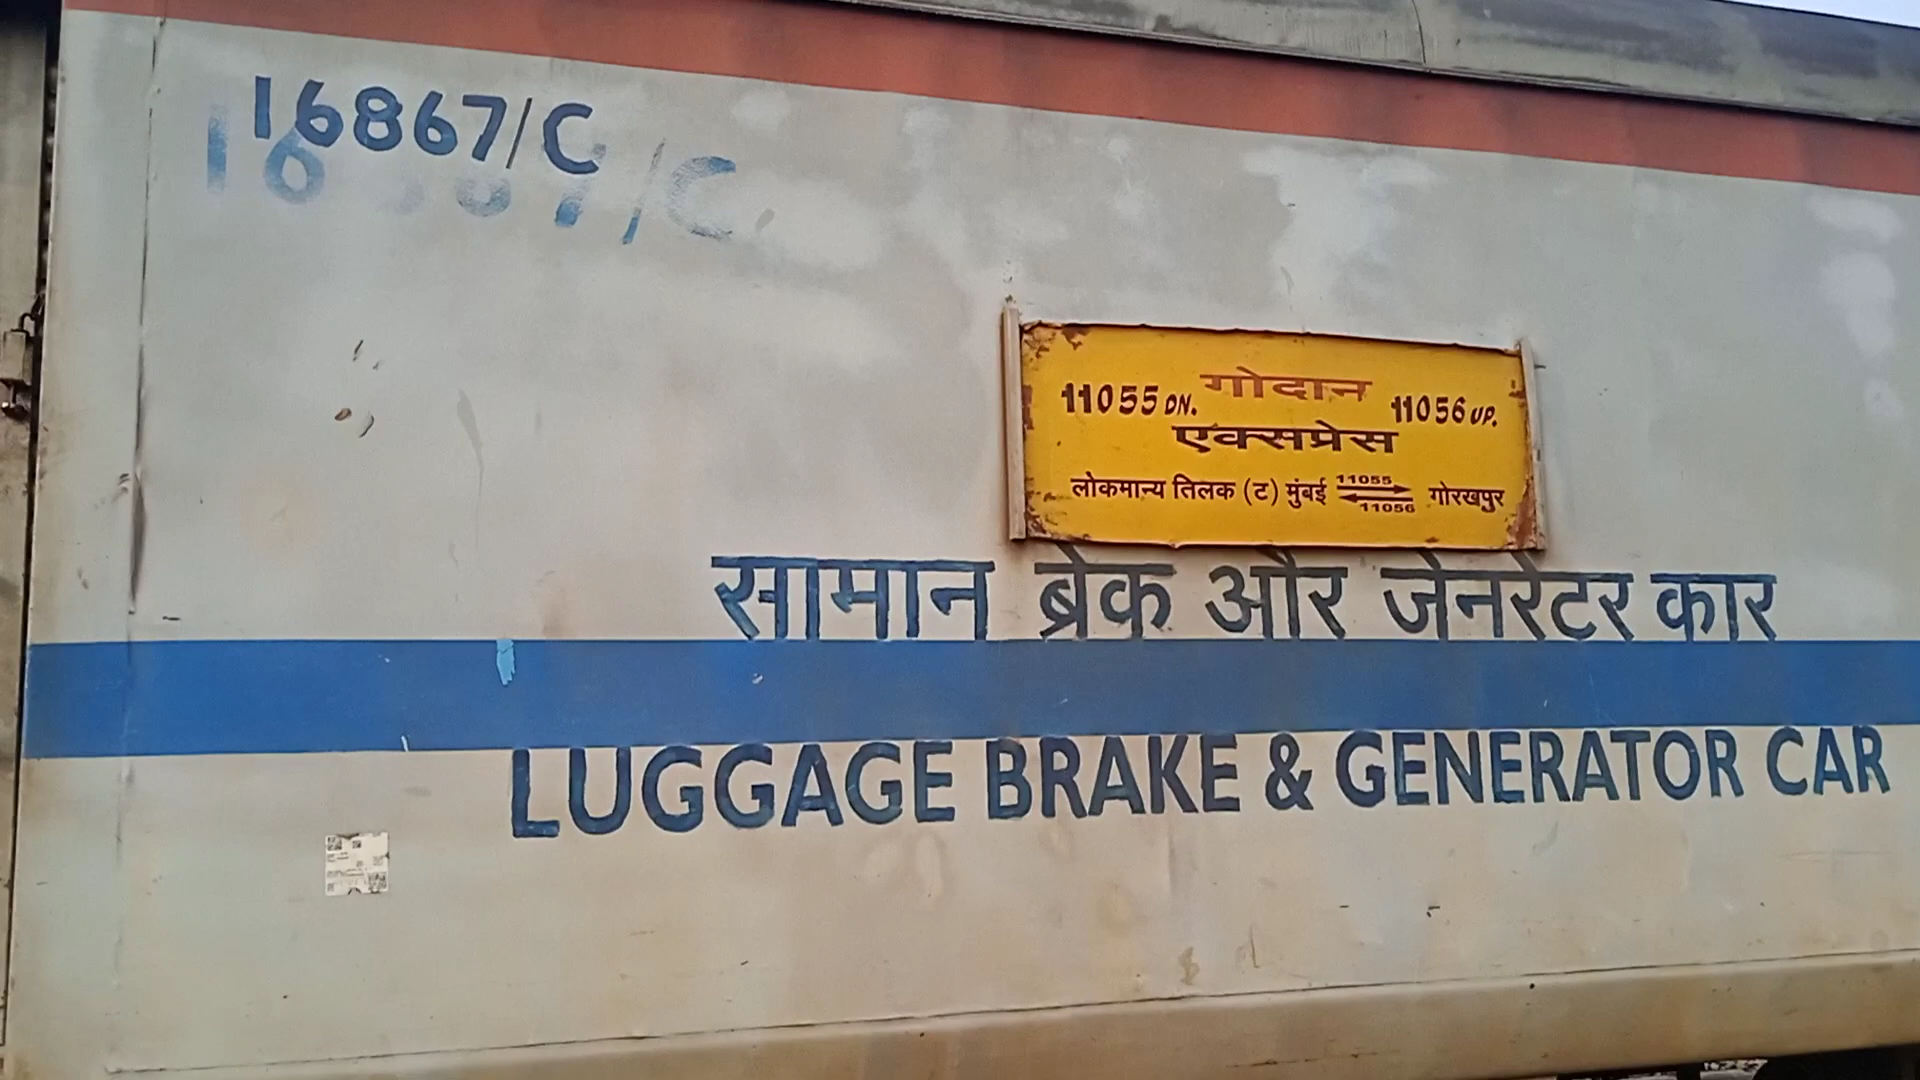 16867/C
16867/C
गोदान
11055 DN. 11056 UP.
एक्सप्रेस
लोकमान्य तिलक (ट) मुंबई 11055 11056 गोरखपुर
सामान ब्रेक और जेनरेटर कार
LUGGAGE BRAKE & GENERATOR CAR